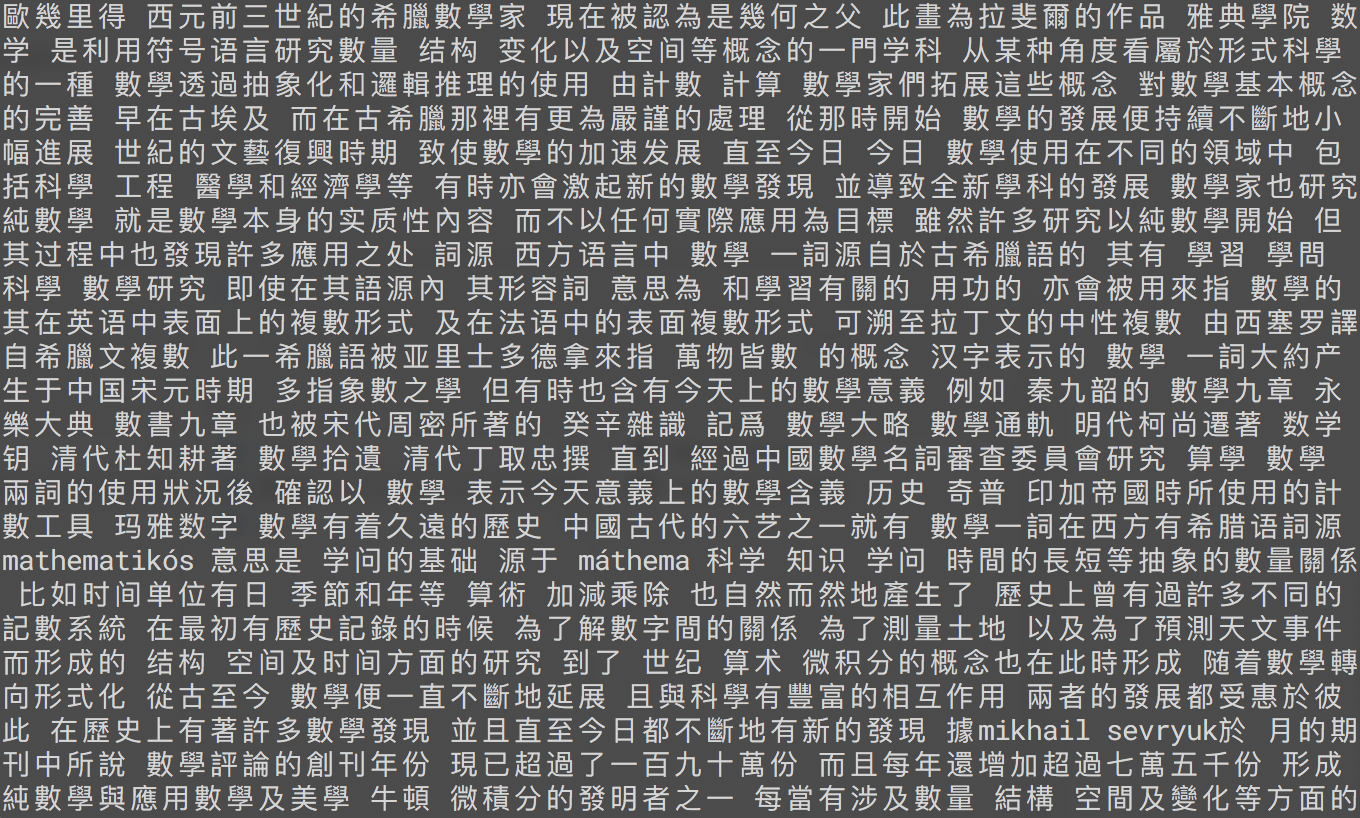 歐幾里得 西元前三世紀的希臘數學家 現在被認為是幾何之父 此畫為拉斐爾的作品 雅典學院 数
学 是利用符号语言研究數量 结构 变化以及空间等概念的一門学科 从某种角度看屬於形式科學
的一種 數學透過抽象化和邏輯推理的使用 由計數 計算 數學家們拓展這些概念 對數學基本概念
的完善 早在古埃及 而在古希臘那裡有更為嚴謹的處理 從那時開始 數學的發展便持續不斷地小
幅進展 世紀的文藝復興時期 致使數學的加速发展 直至今日 今日 數學使用在不同的領域中 包
括科學 工程 醫學和經濟學等 有時亦會激起新的數學發現 並導致全新學科的發展 數學家也研究
純數學 就是數學本身的实质性內容 而不以任何實際應用為目標 雖然許多研究以純數學開始 但
其过程中也發現許多應用之处 詞源 西方语言中 數學 一詞源自於古希臘語的 其有 學習 學問
科學 數學研究 即使在其語源內 其形容詞 意思為 和學習有關的 用功的 亦會被用來指 數學的
其在英语中表面上的複數形式 及在法语中的表面複數形式 可溯至拉丁文的中性複數 由西塞罗譯
自希臘文複數 此一希臘語被亚里士多德拿來指 萬物皆數 的概念 汉字表示的 數學 一詞大約产
生于中国宋元時期 多指象數之學 但有時也含有今天上的數學意義 例如 秦九韶的 數學九章 永
樂大典 數書九章 也被宋代周密所著的 癸辛雜識 記爲 數學大略 數學通軌 明代柯尚遷著 数学
钥 清代杜知耕著 數學拾遺 清代丁取忠撰 直到 經過中國數學名詞審查委員會研究 算學 數學
兩詞的使用狀況後 確認以 數學 表示今天意義上的數學含義 历史 奇普 印加帝國時所使用的計
數工具 玛雅数字 數學有着久遠的歷史 中國古代的六艺之一就有 數學一詞在西方有希腊语詞源
mathematikós 意思是 学问的基础 源于 máthema 科学 知识 学问 時間的長短等抽象的數量關係
比如时间单位有日 季節和年等 算術 加減乘除 也自然而然地產生了 歷史上曾有過許多不同的
記數系統 在最初有歷史記錄的時候 為了解數字間的關係 為了測量土地 以及為了預測天文事件
而形成的 结构 空间及时间方面的研究 到了 世纪 算术 微积分的概念也在此時形成 随着數學轉
向形式化 從古至今 數學便一直不斷地延展 且與科學有豐富的相互作用 兩者的發展都受惠於彼
此 在歷史上有著許多數學發現 並且直至今日都不斷地有新的發現 據mikhail sevryuk於 月的期
刊中所說 數學評論的創刊年份 現已超過了一百九十萬份 而且每年還增加超過七萬五千份 形成
純數學與應用數學及美學 牛頓 微積分的發明者之一 每當有涉及數量 結構 空間及變化等方面的